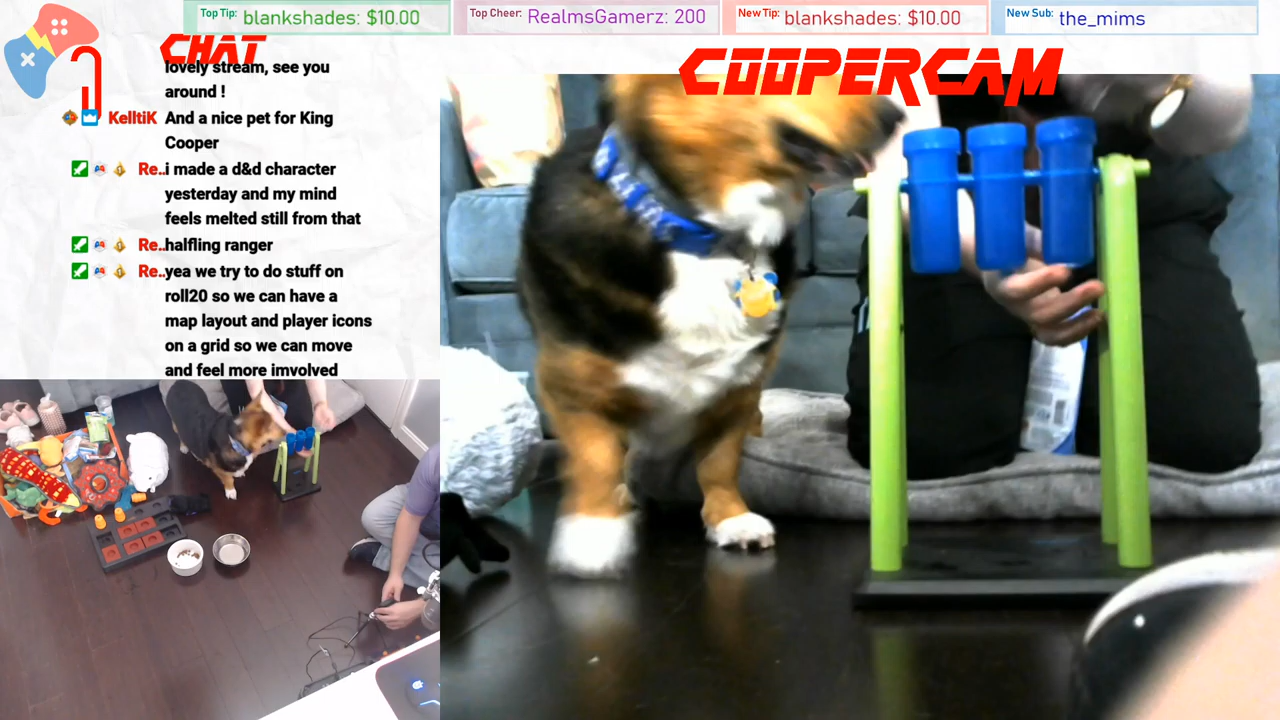 Top Tip: blankshades: $10.00
Top Cheer: RealmsGamerz: 200
New Tip: blankshades: $10.00
New Sub: the_mims
CHAT
COOPERCAM
lovely stream, see you
around !
KelltiK And a nice pet for King
Cooper
Re.. i made a d&d character
yesterday and my mind
feels melted still from that
Re.. halfling ranger
Re.. yea we try to do stuff on
roll20 so we can have a
map layout and player icons
on a grid so we can move
and feel more imvolved